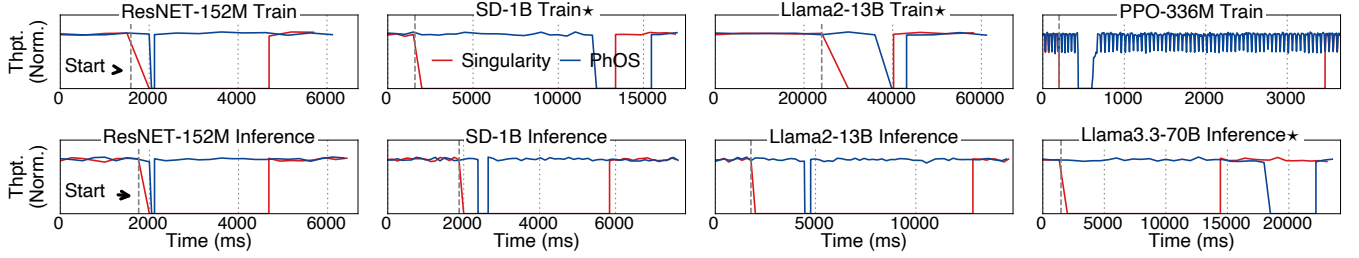 ResNET-152M Train
SD-1B Train★
Llama2-13B Train★
PPO-336M Train
Thpt.
(Norm.)
Start
Singularity
PhOS
0 2000 4000 6000
0 5000 10000 15000
0 20000 40000 60000
0 1000 2000 3000
ResNET-152M Inference
SD-1B Inference
Llama2-13B Inference
Llama3.3-70B Inference★
Thpt.
(Norm.)
Start
0 2000 4000 6000
0 2000 4000 6000
0 5000 10000
0 5000 10000 15000 20000
Time (ms)
Time (ms)
Time (ms)
Time (ms)